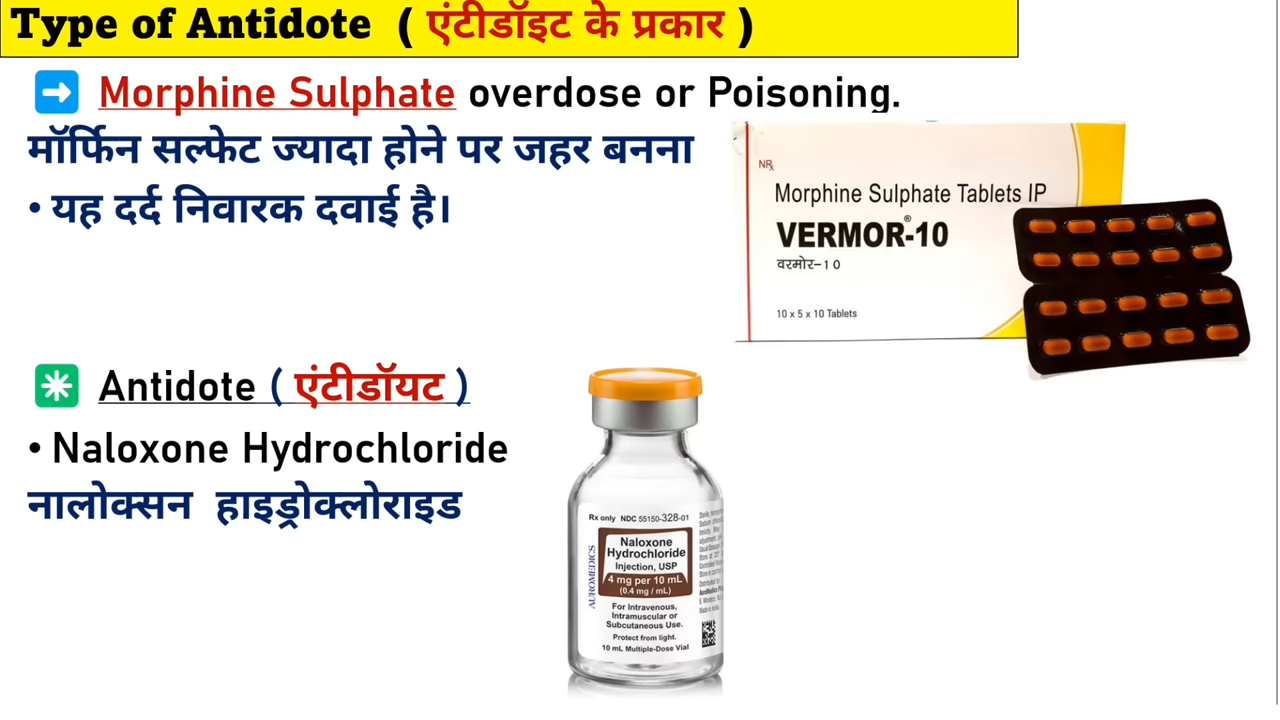 Type of Antidote ( एंटीडॉइट के प्रकार )
Morphine Sulphate overdose or Poisoning.
मॉर्फिन सल्फेट ज्यादा होने पर जहर बनना
• यह दर्द निवारक दवाई है।
NRx
Morphine Sulphate Tablets IP
VERMOR®-10
वरमोर-10
10 x 5 x 10 Tablets
Antidote ( एंटीडॉयट )
• Naloxone Hydrochloride
नालोक्सन हाइड्रोक्लोराइड
Rx only NDC 55150-328-01
Naloxone
Hydrochloride
Injection, USP
4 mg per 10 mL
(0.4 mg / mL)
AUROMEDICS
For Intravenous,
Intramuscular or
Subcutaneous Use.
Protect from light.
10 mL Multiple-Dose Vial